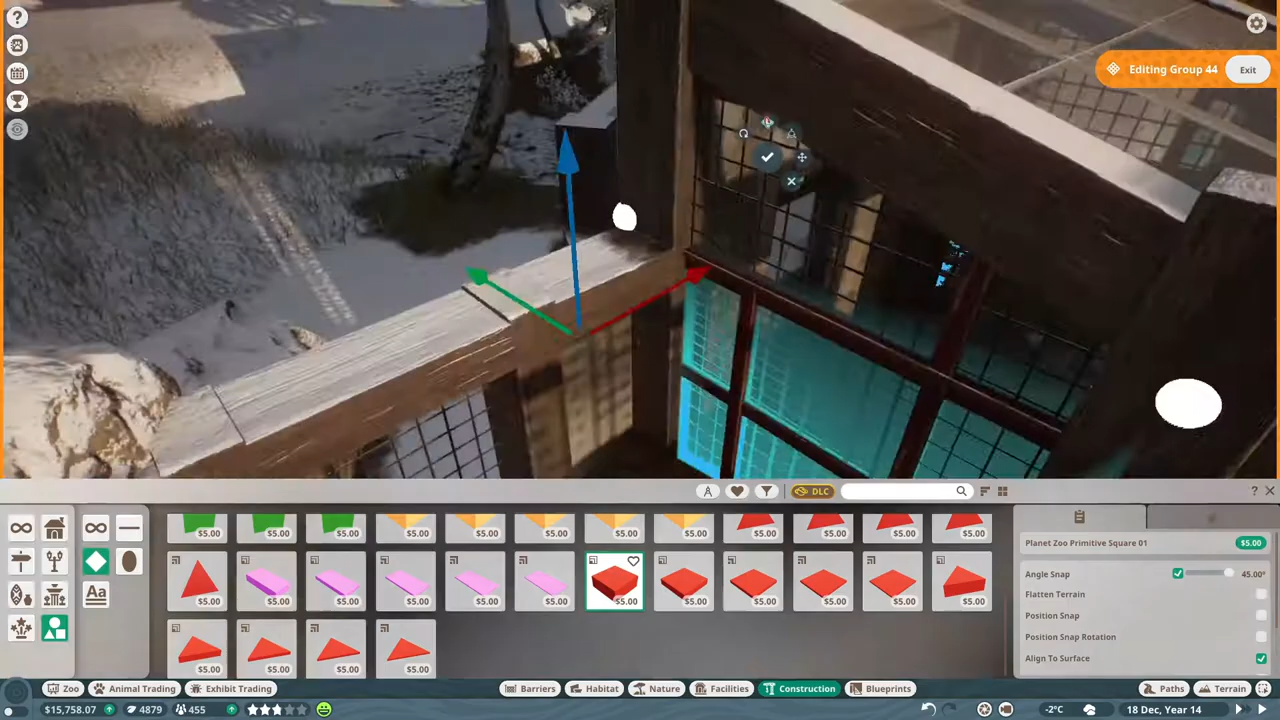 Editing Group 44
Exit
DLC
$5.00 $5.00 $5.00 $5.00 $5.00 $5.00 $5.00 $5.00 $5.00 $5.00 $5.00 $5.00
$5.00 $5.00 $5.00 $5.00 $5.00 $5.00 $5.00 $5.00 $5.00 $5.00 $5.00 $5.00
$5.00 $5.00 $5.00 $5.00
Aa
Planet Zoo Primitive Square 01 $5.00
Angle Snap 45.00°
Flatten Terrain
Position Snap
Position Snap Rotation
Align To Surface
Zoo Animal Trading Exhibit Trading Barriers Habitat Nature Facilities Construction Blueprints Paths Terrain
$15,758.07 4879 455 -2°C 18 Dec, Year 14